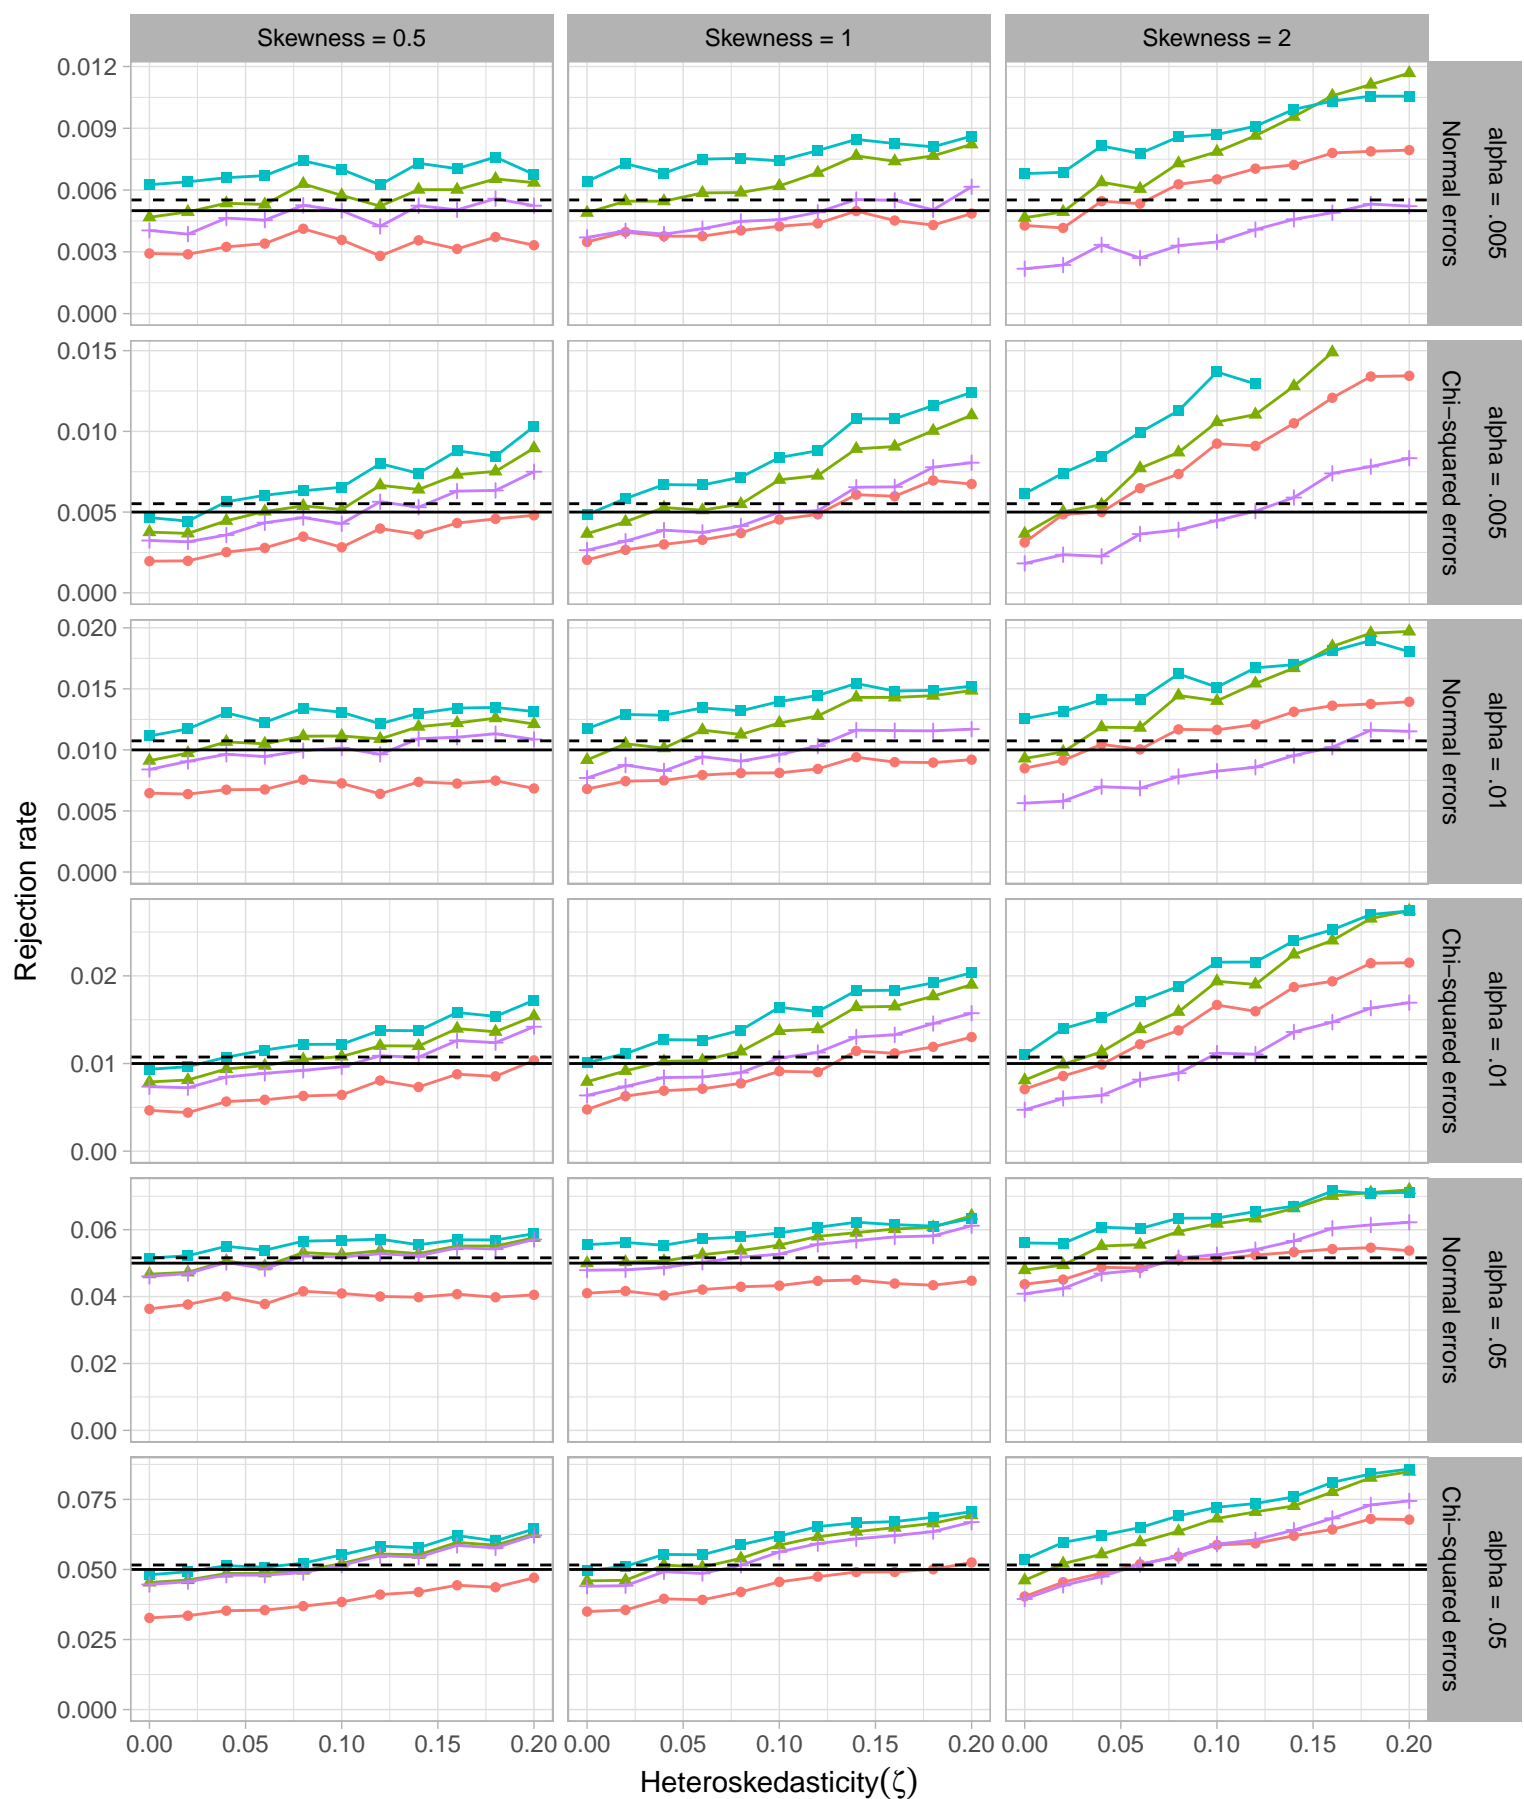 Skewness = 0.5
Skewness = 1
Skewness = 2
0.012
0.009
0.006
0.003
0.000
alpha = .005
Normal errors
0.015
0.010
0.005
0.000
alpha = .005
Chi−squared errors
0.020
0.015
0.010
0.005
0.000
alpha = .01
Normal errors
Rejection rate
0.02
0.01
0.00
alpha = .01
Chi−squared errors
0.06
0.04
0.02
0.00
alpha = .05
Normal errors
0.075
0.050
0.025
0.000
alpha = .05
Chi−squared errors
0.00 0.05 0.10 0.15 0.20 0.00 0.05 0.10 0.15 0.20 0.00 0.05 0.10 0.15 0.20
Heteroskedasticity(ζ)